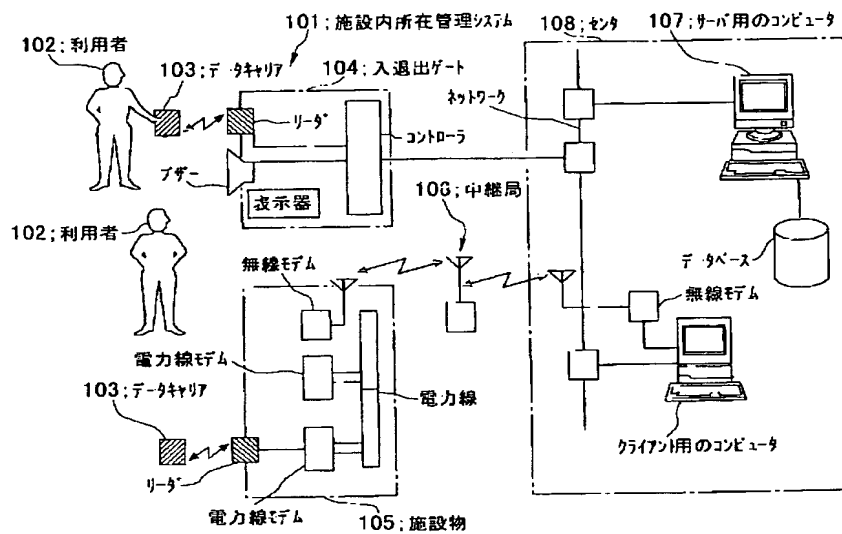 101;施設内所在管理システム
108;センタ
107;サーバ用のコンピュータ
102;利用者
103;データキャリア
104;入退出ゲート
ネットワーク
リーダ
コントローラ
ブザー
表示器
106;中継局
102;利用者
無線モデム
データベース
無線モデム
電力線モデム
103;データキャリア
電力線
リーダ
クライアント用のコンピュータ
電力線モデム
105;施設物